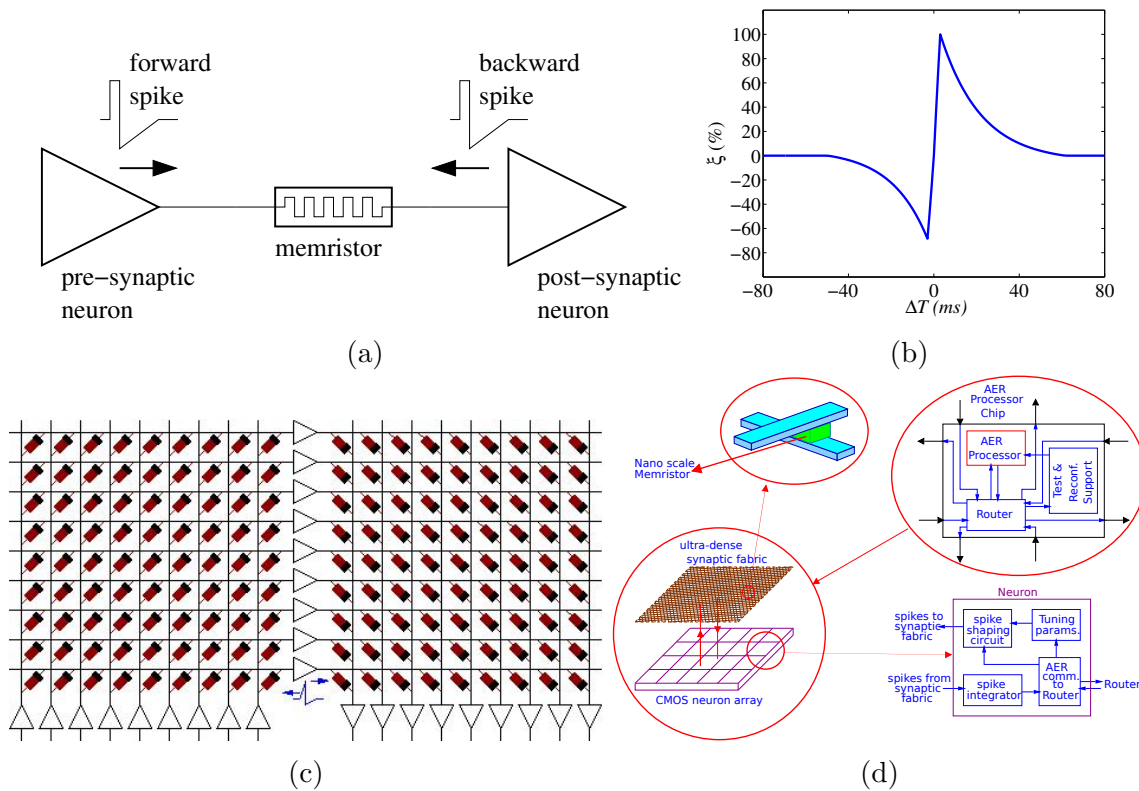 forward
spike
backward
spike
memristor
pre−synaptic
neuron
post−synaptic
neuron
(a)
100
80
60
40
20
0
−20
−40
−60
−80
ξ (%)
−80
−40
0
40
80
ΔT (ms)
(b)
(c)
Nano scale
Memristor
AER
Processor
Chip
AER
Processor
Test &
Reconf.
Support
Router
ultra-dense
synaptic fabric
CMOS neuron array
Neuron
spikes to
synaptic
fabric
spike
shaping
circuit
Tuning
params.
spikes from
synaptic
fabric
spike
integrator
AER
comm.
to
Router
Router
(d)